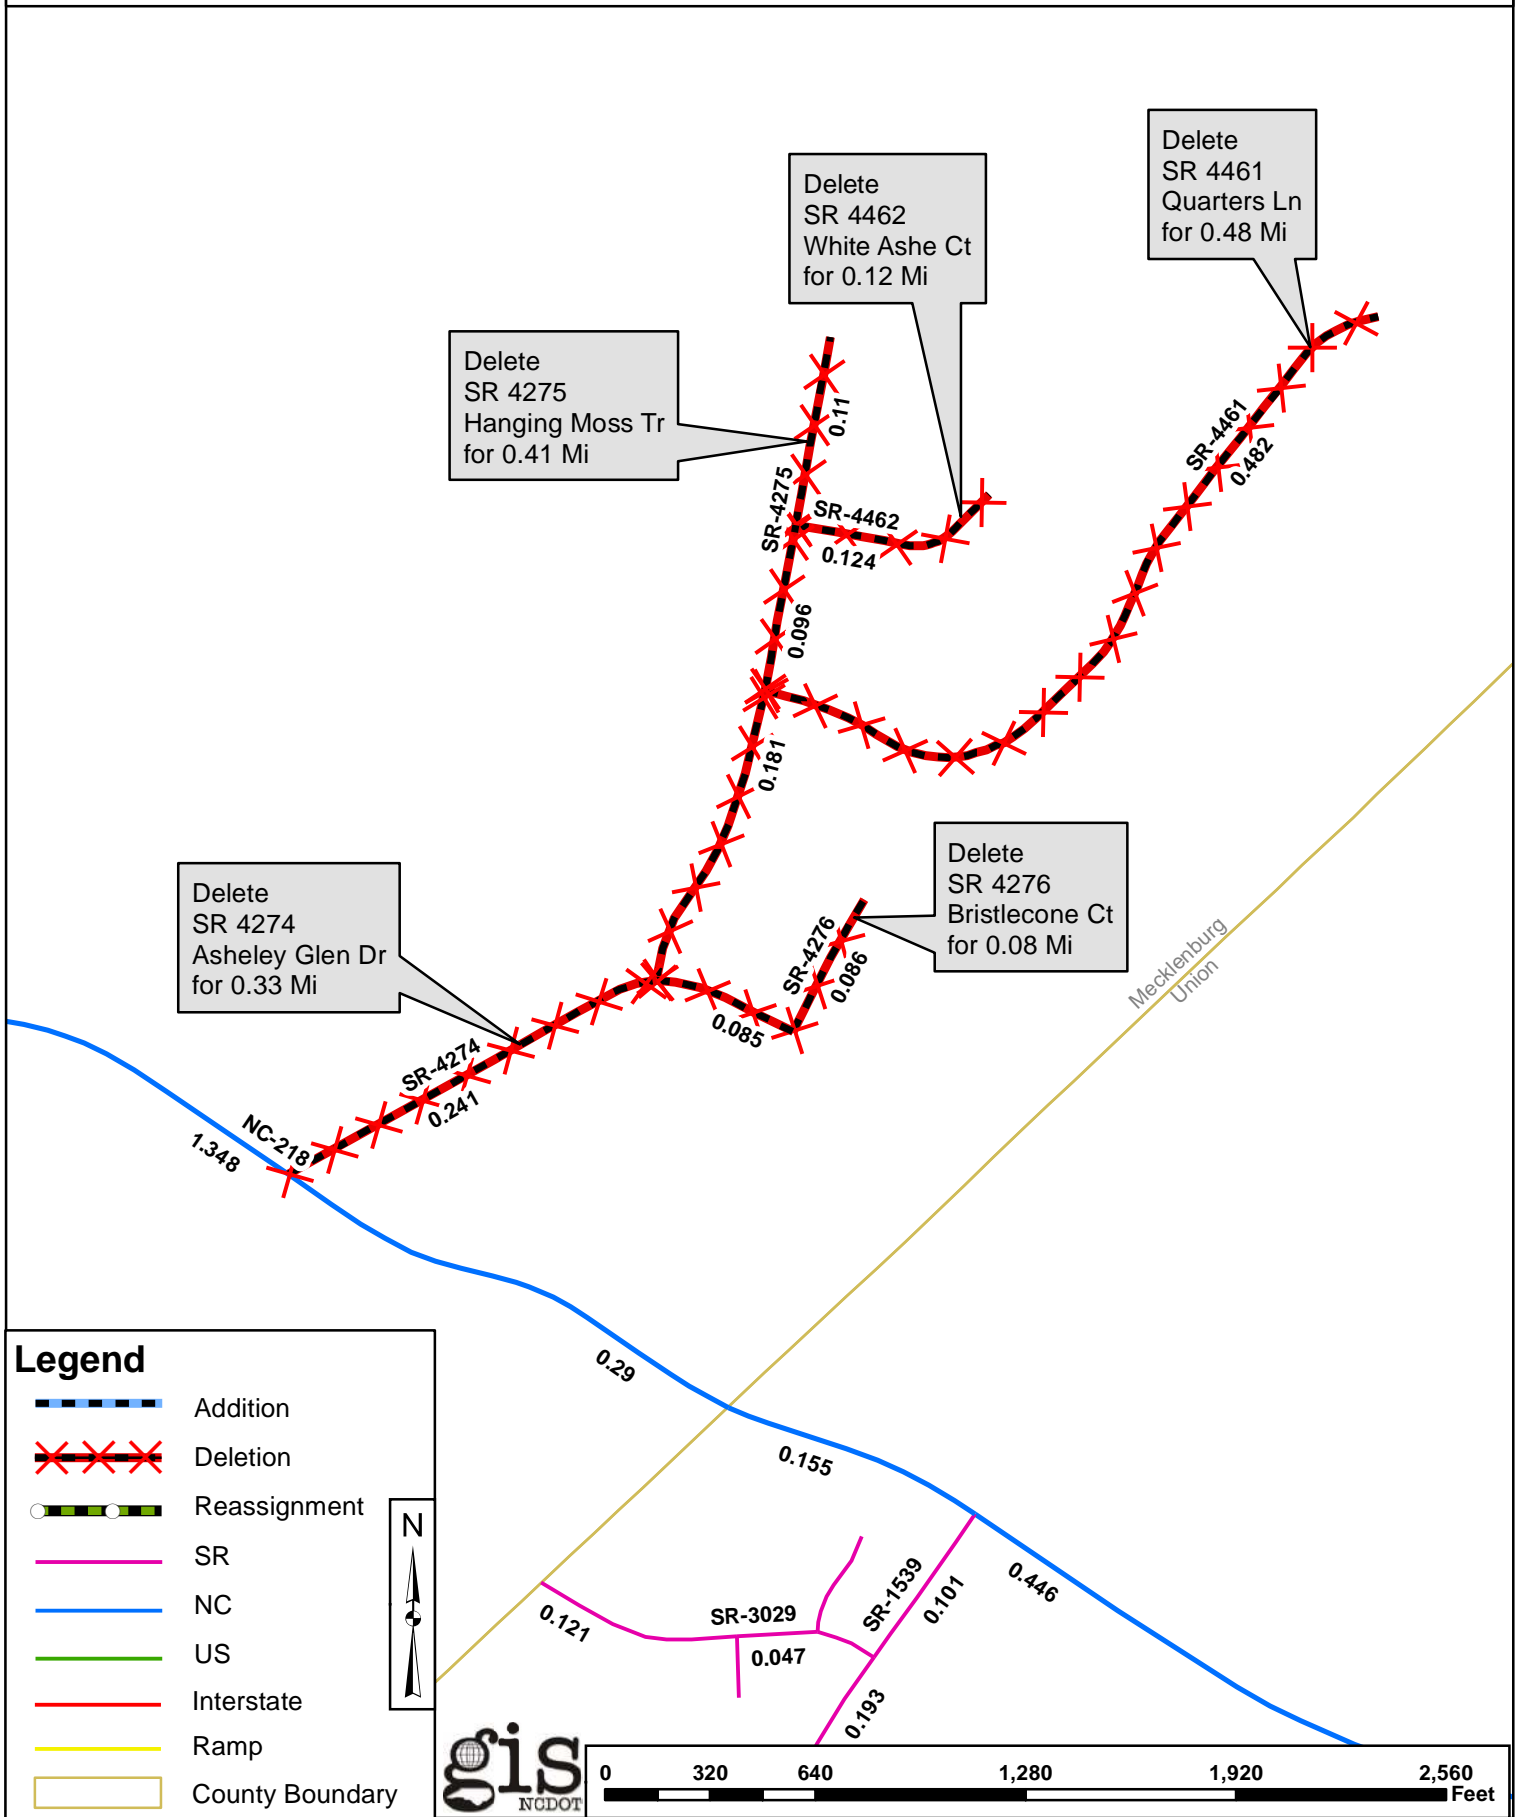 Delete
SR 4461
Quarters Ln
for 0.48 Mi
Delete
SR 4462
White Ashe Ct
for 0.12 Mi
Delete
SR 4275
Hanging Moss Tr
for 0.41 Mi
0.11
SR-4461
0.482
SR-4275
SR-4462
0.124
0.096
0.181
Delete
SR 4276
Bristlecone Ct
for 0.08 Mi
Delete
SR 4274
Asheley Glen Dr
for 0.33 Mi
SR-4276
0.086
Mecklenburg
Union
0.085
SR-4274
0.241
NC-218
1.348
0.29
0.155
0.446
SR-1539
0.101
SR-3029
0.121
0.047
0.193
Legend
Addition
Deletion
Reassignment
SR
NC
US
Interstate
Ramp
County Boundary
N
gis
NCDOT
0 320 640 1,280 1,920 2,560
Feet